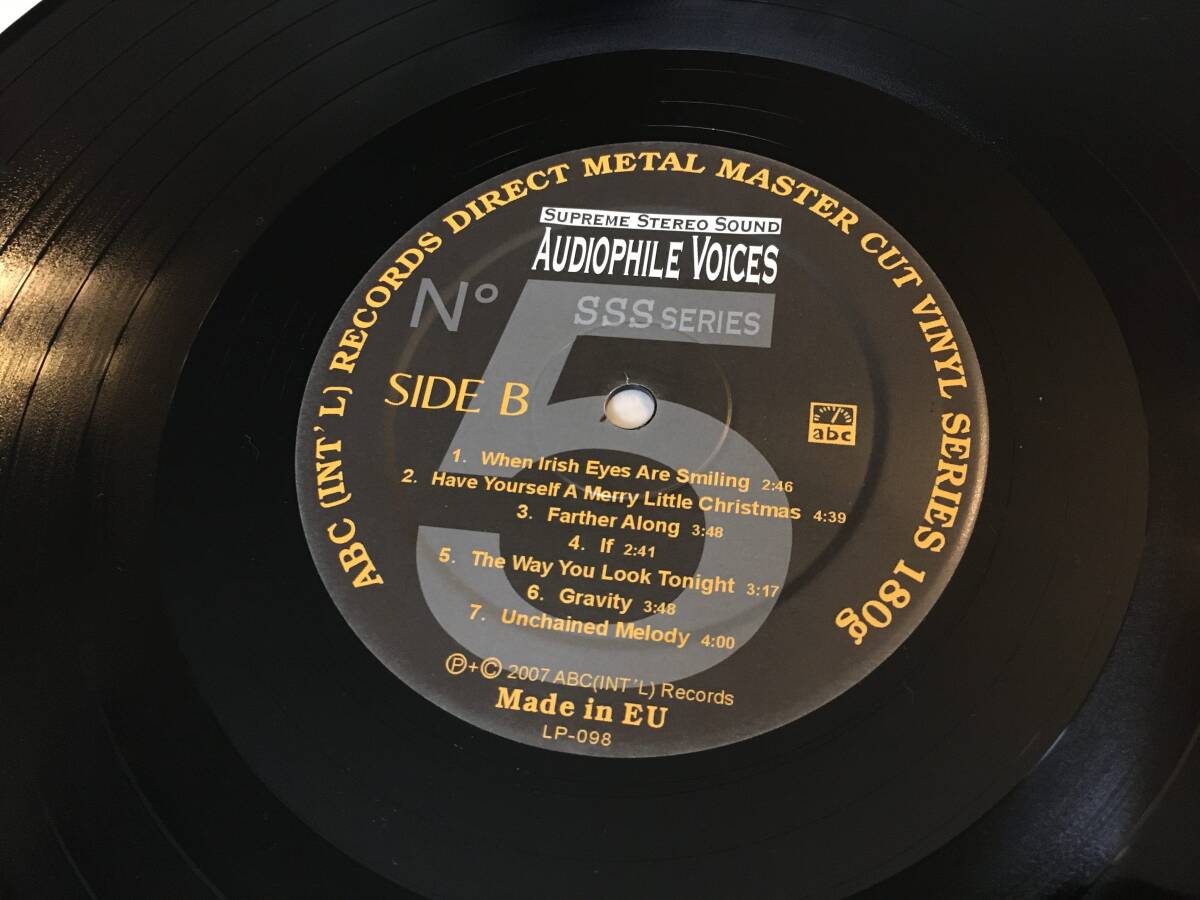 ABC (INT'L) RECORDS DIRECT METAL MASTER CUT VINYL SERIES 180g
SUPREME STEREO SOUND
AUDIOPHILE VOICES
Nº 5
SSS SERIES
SIDE B
abc
1. When Irish Eyes Are Smiling 2:46
2. Have Yourself A Merry Little Christmas 4:39
3. Farther Along 3:48
4. If 2:41
5. The Way You Look Tonight 3:17
6. Gravity 3:48
7. Unchained Melody 4:00
℗+© 2007 ABC(INT'L) Records
Made in EU
LP-098